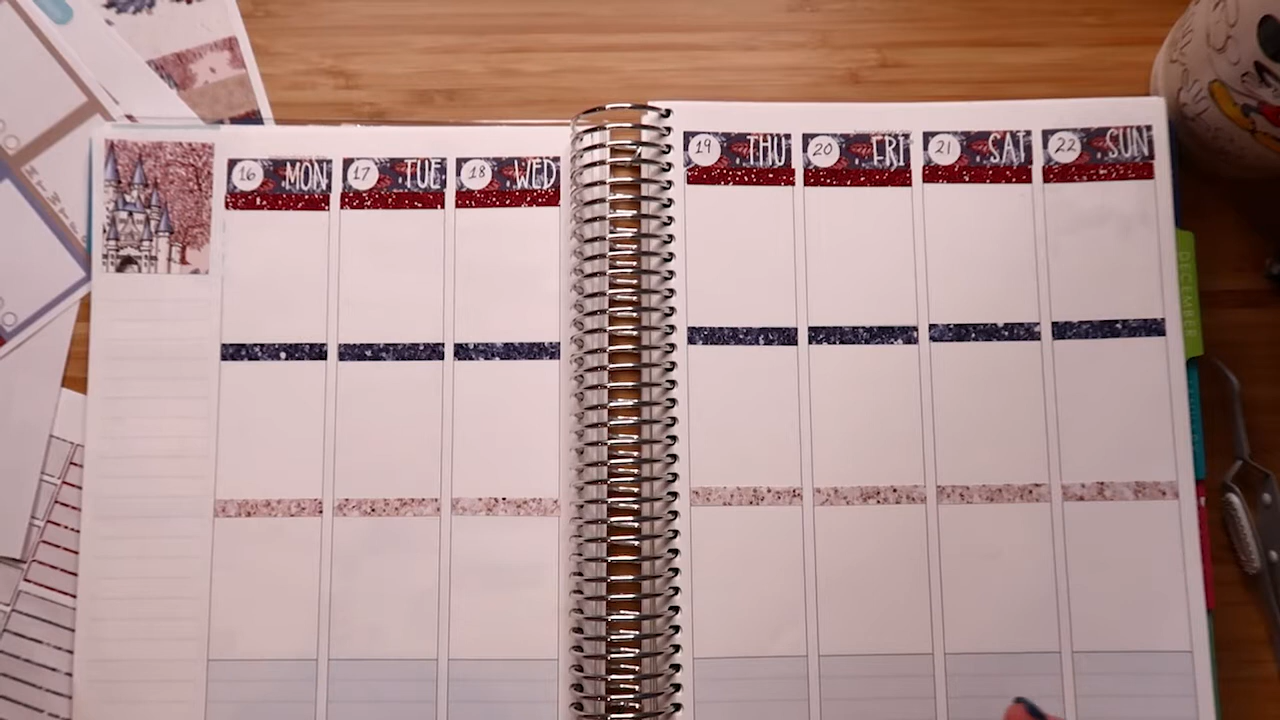 16 MON
17 TUE
18 WED
19 THU
20 FRI
21 SAT
22 SUN
DECEMBER